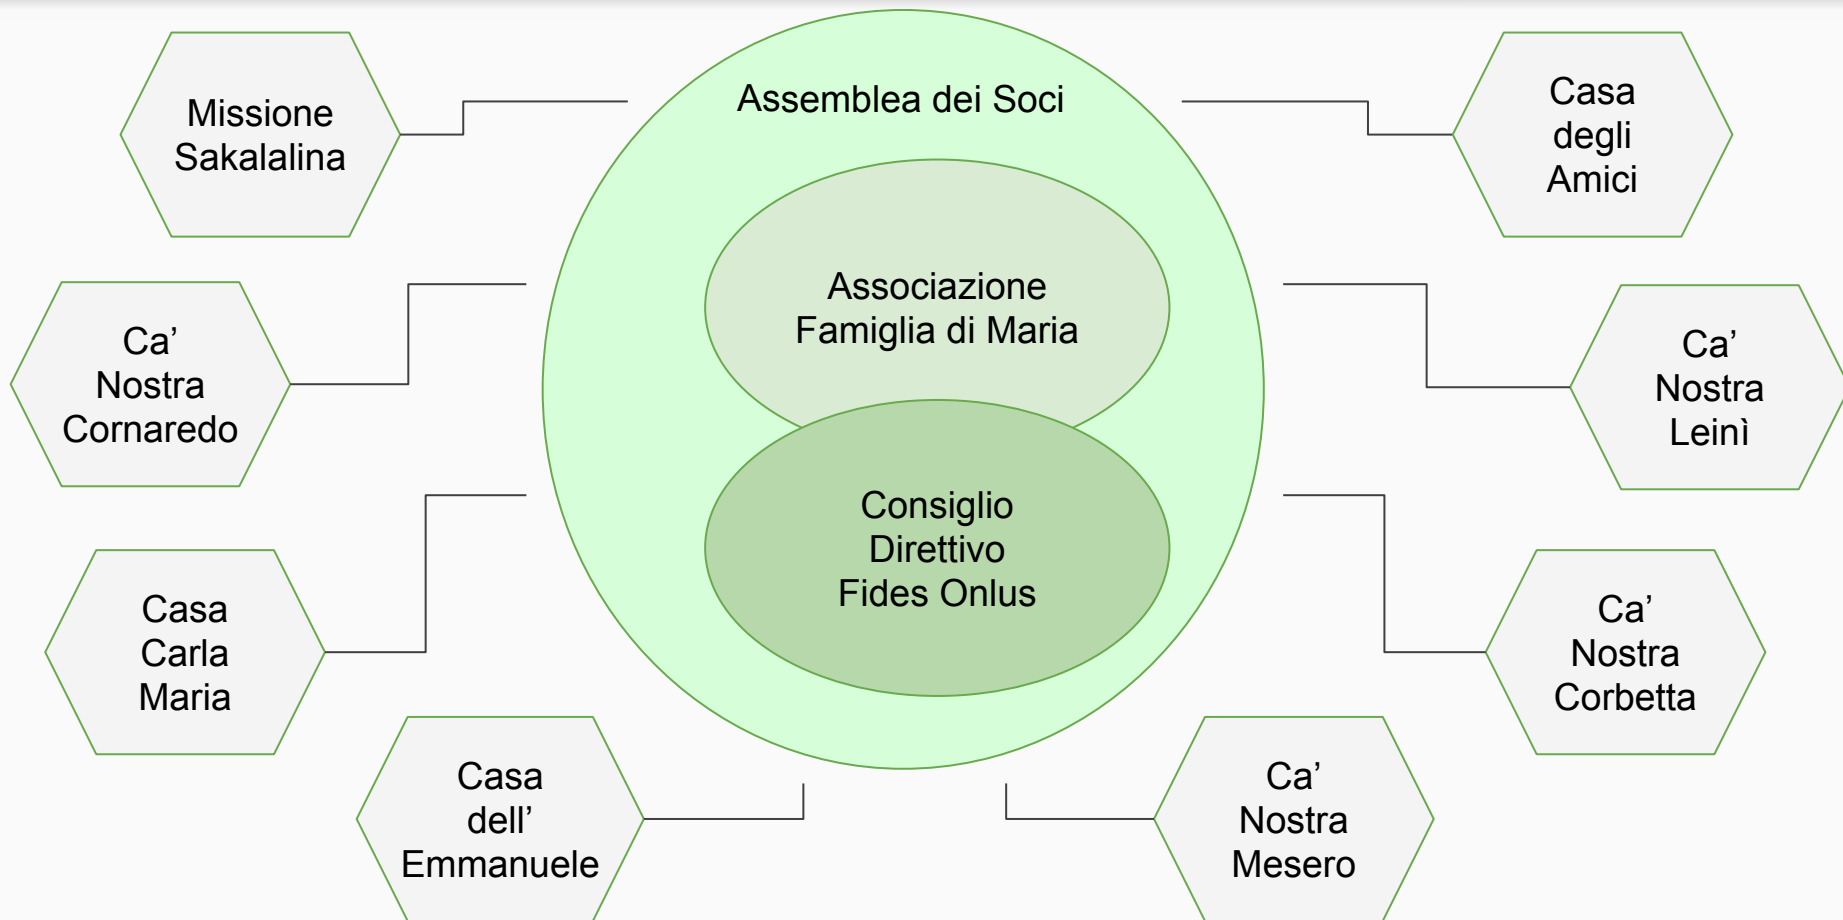 Assemblea dei Soci
Missione
Sakalalina
Casa
degli
Amici
Associazione
Famiglia di Maria
Ca’
Nostra
Cornaredo
Ca’
Nostra
Leinì
Consiglio
Direttivo
Fides Onlus
Casa
Carla
Maria
Ca’
Nostra
Corbetta
Casa
dell’
Emmanuele
Ca’
Nostra
Mesero